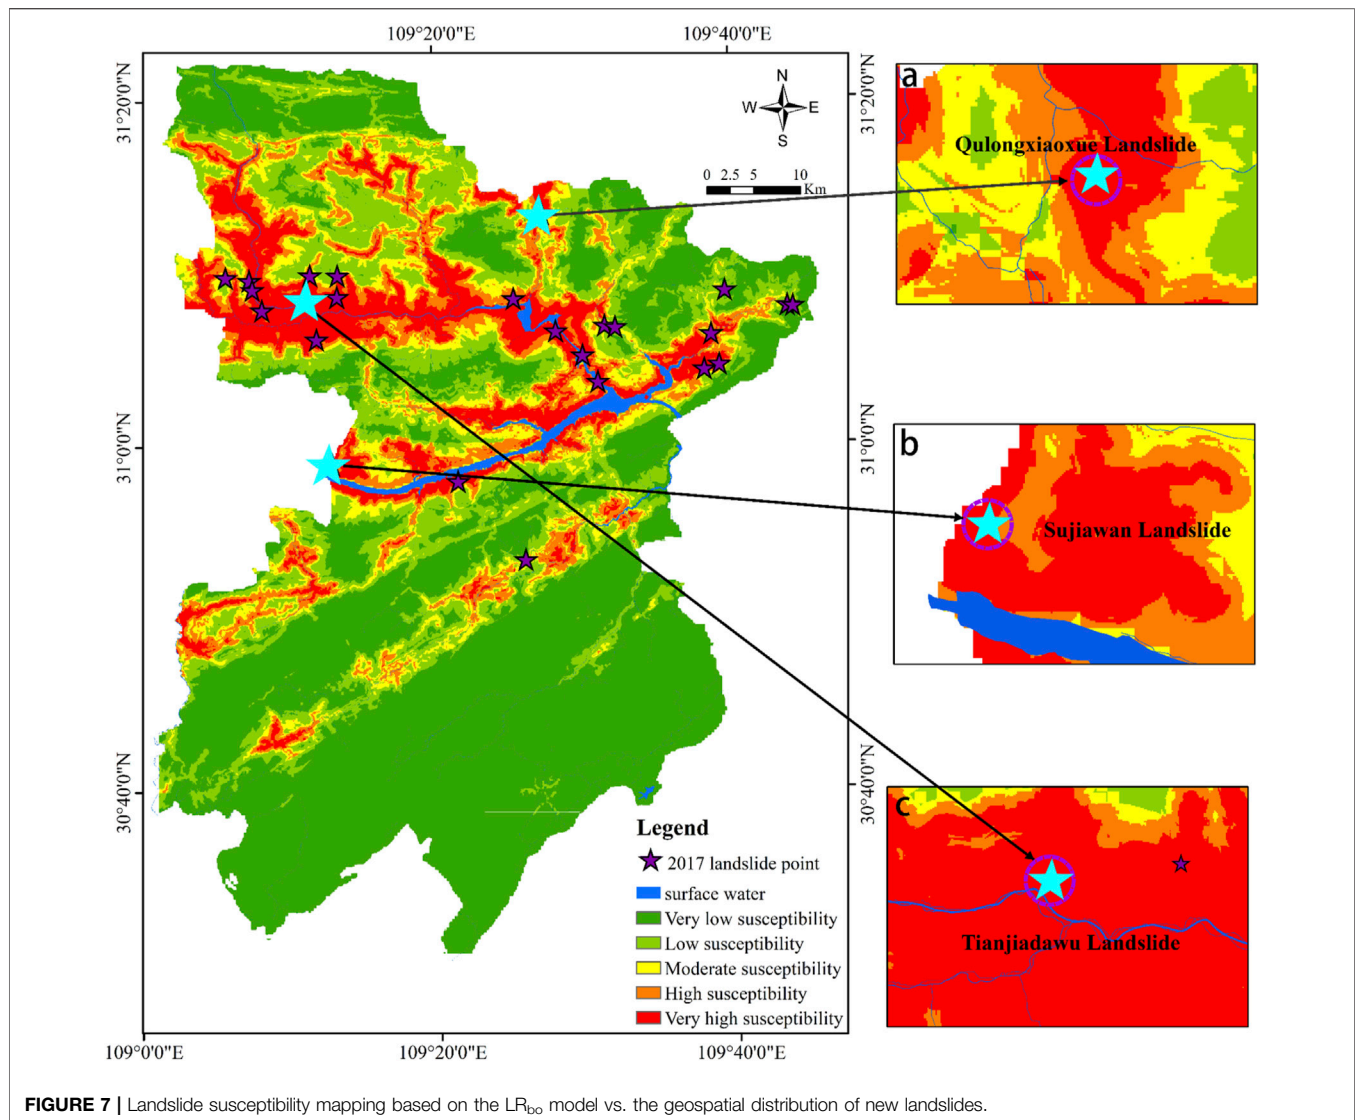 109°20'0"E
109°40'0"E
31°20'0"N
31°20'0"N
N
W
E
S
0 2.5 5 10
Km
a
Qulongxiaoxue Landslide
31°0'0"N
31°0'0"N
b
Sujiawan Landslide
30°40'0"N
30°40'0"N
c
Tianjiadawu Landslide
Legend
2017 landslide point
surface water
Very low susceptibility
Low susceptibility
Moderate susceptibility
High susceptibility
Very high susceptibility
109°0'0"E
109°20'0"E
109°40'0"E
FIGURE 7 | Landslide susceptibility mapping based on the LRbo model vs. the geospatial distribution of new landslides.